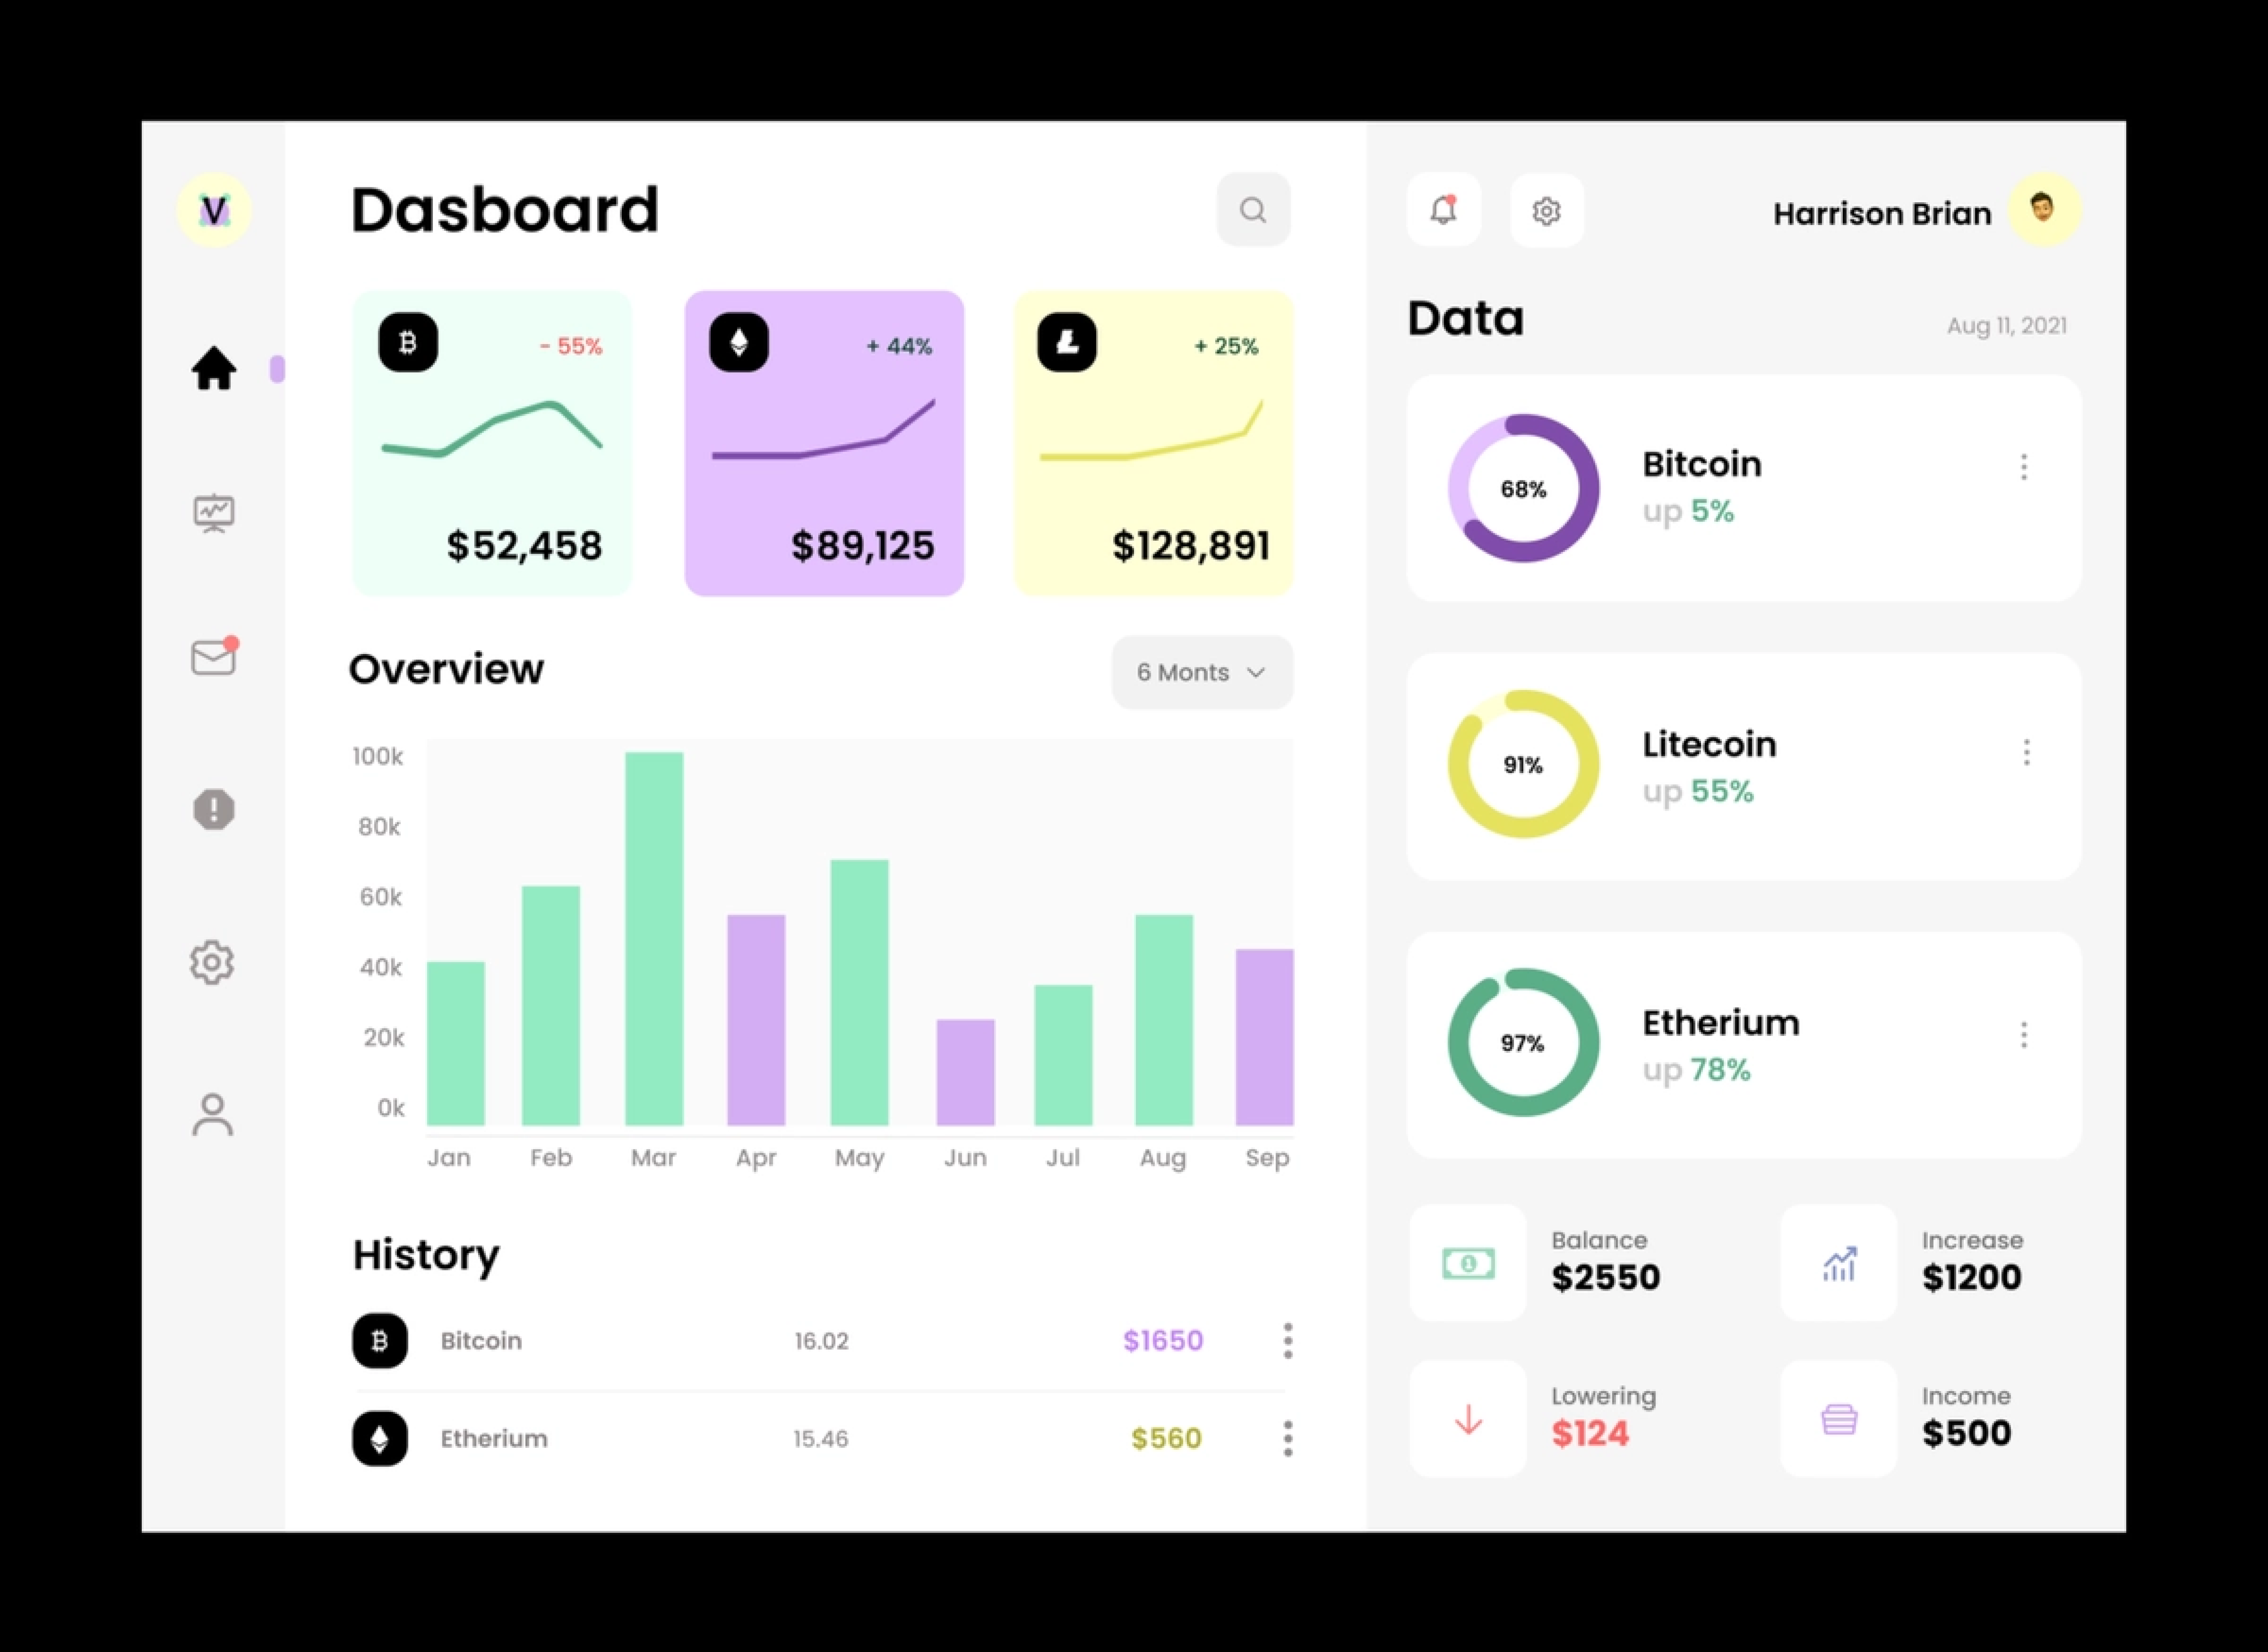 V
Dasboard
- 55%
$52,458
+ 44%
$89,125
+ 25%
$128,891
Overview
6 Monts
100k
80k
60k
40k
20k
0k
Jan Feb Mar Apr May Jun Jul Aug Sep
History
Bitcoin 16.02 $1650
Etherium 15.46 $560
Harrison Brian
Data
Aug 11, 2021
68%
Bitcoin
up 5%
91%
Litecoin
up 55%
97%
Etherium
up 78%
1
Balance
$2550
Increase
$1200
Lowering
$124
Income
$500